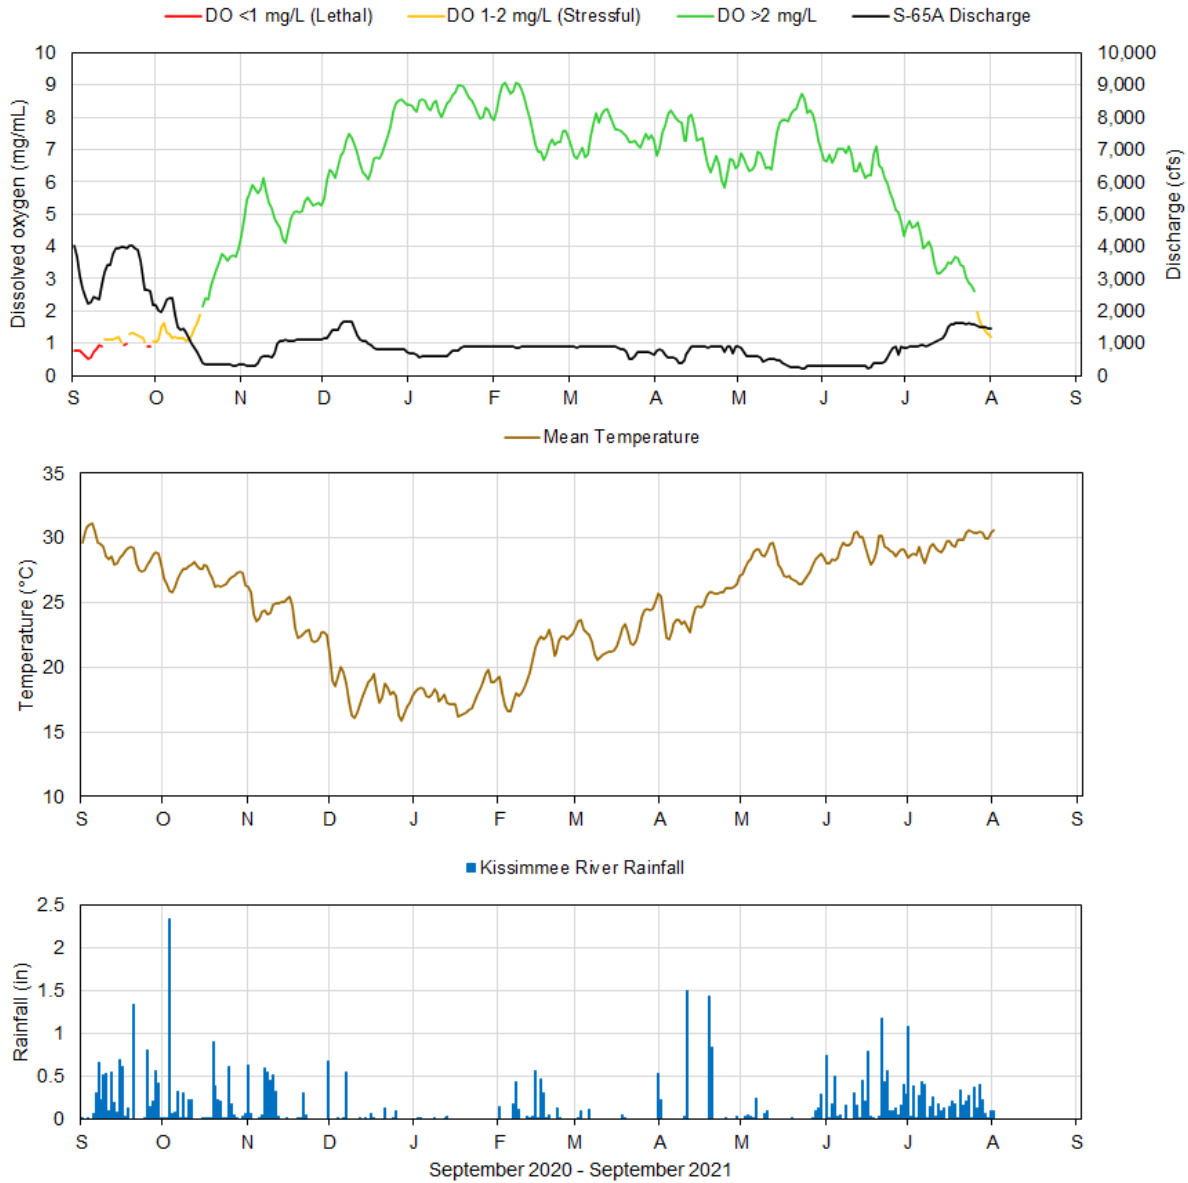 DO <1 mg/L (Lethal) DO 1-2 mg/L (Stressful) DO >2 mg/L S-65A Discharge
10 10,000
9 9,000
8 8,000
7 7,000
6 6,000
5 5,000
4 4,000
3 3,000
2 2,000
1 1,000
0 0
Dissolved oxygen (mg/mL)
Discharge (cfs)
S O N D J F M A M J J A S
Mean Temperature
35
30
25
20
15
10
Temperature (°C)
S O N D J F M A M J J A S
Kissimmee River Rainfall
2.5
2
1.5
1
0.5
0
Rainfall (in)
S O N D J F M A M J J A S
September 2020 - September 2021